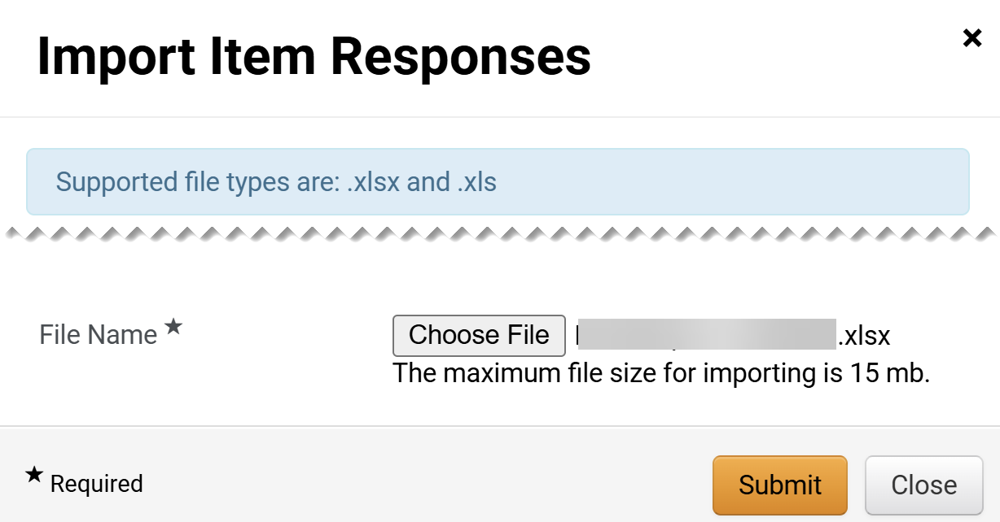 Import Item Responses
Supported file types are: .xlsx and .xls
File Name ★ Choose File .xlsx
The maximum file size for importing is 15 mb.
★ Required Submit Close